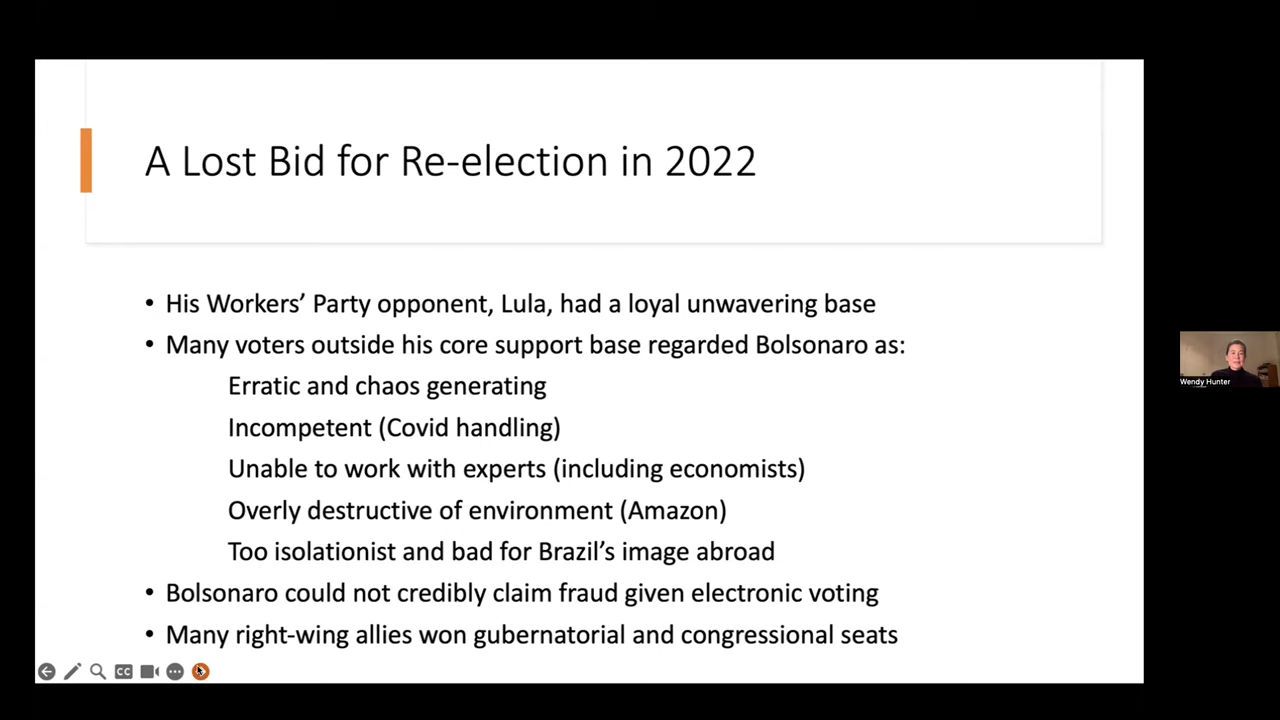 A Lost Bid for Re-election in 2022
• His Workers’ Party opponent, Lula, had a loyal unwavering base
• Many voters outside his core support base regarded Bolsonaro as:
Erratic and chaos generating
Incompetent (Covid handling)
Unable to work with experts (including economists)
Overly destructive of environment (Amazon)
Too isolationist and bad for Brazil’s image abroad
• Bolsonaro could not credibly claim fraud given electronic voting
• Many right-wing allies won gubernatorial and congressional seats
CC
Wendy Hunter